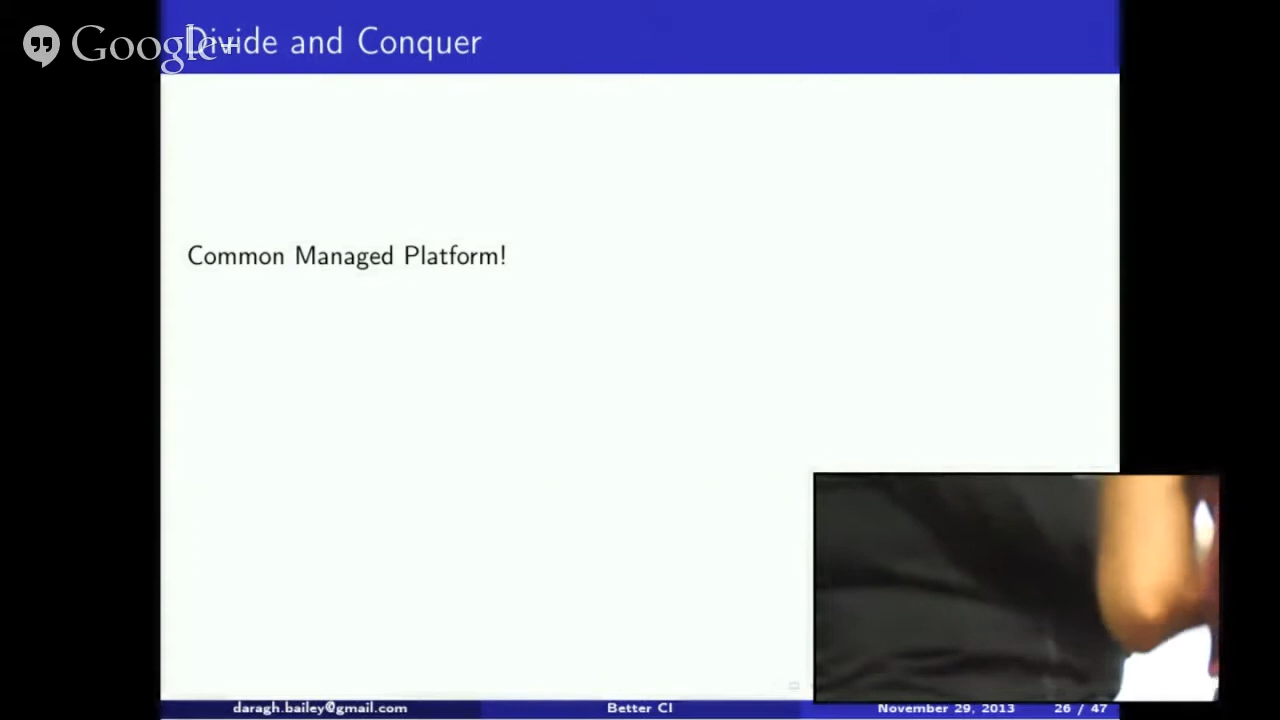 Google+
Divide and Conquer
Common Managed Platform!
daragh.bailey@gmail.com Better CI November 29, 2013 26 / 47